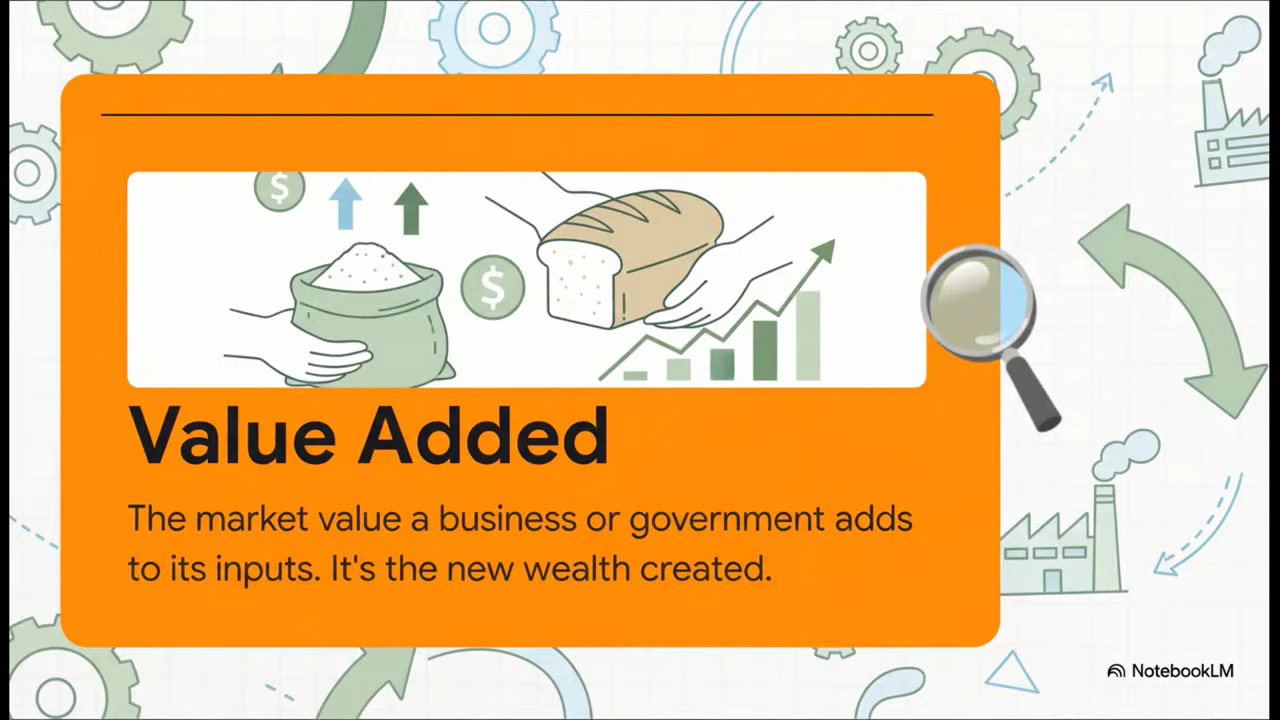 $
$
Value Added
The market value a business or government adds
to its inputs. It's the new wealth created.
NotebookLM